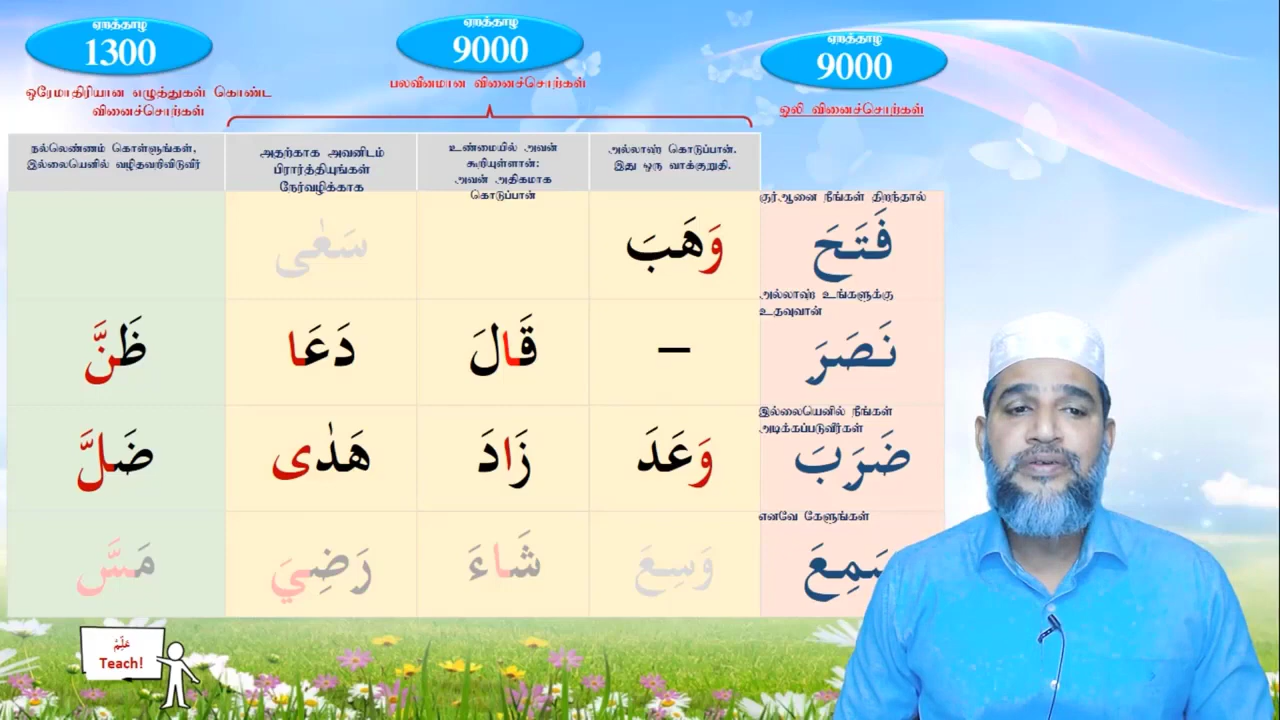 ஏறத்தாழ
1300
ஒரேமாதிரியான எழுத்துகள் கொண்ட
வினைச்சொற்கள்
ஏறத்தாழ
9000
பலவீனமான வினைச்சொற்கள்
ஏறத்தாழ
9000
ஒலி வினைச்சொற்கள்
நல்லெண்ணம் கொள்ளுங்கள்,
இல்லையெனில் வழிதவறிவிடுவீர்
அதற்காக அவனிடம்
பிரார்த்தியுங்கள்
நேர்வழிக்காக
உண்மையில் அவன்
கூறியுள்ளான்;
அவன் அதிகமாக
கொடுப்பான்
அல்லாஹ் கொடுப்பான்.
இது ஒரு வாக்குறுதி.
குர்ஆனை நீங்கள் திறந்தால்
فَتَحَ
وَهَبَ
سَعٰى
அல்லாஹ் உங்களுக்கு
உதவுவான்
نَصَرَ
–
قَالَ
دَعَا
ظَنَّ
இல்லையெனில் நீங்கள்
அடிக்கப்படுவீர்கள்
ضَرَبَ
وَعَدَ
زَادَ
هَدٰى
ضَلَّ
எனவே கேளுங்கள்
سَمِعَ
وَسِعَ
شَاءَ
رَضِيَ
مَسَّ
عَلِّمْ
Teach!